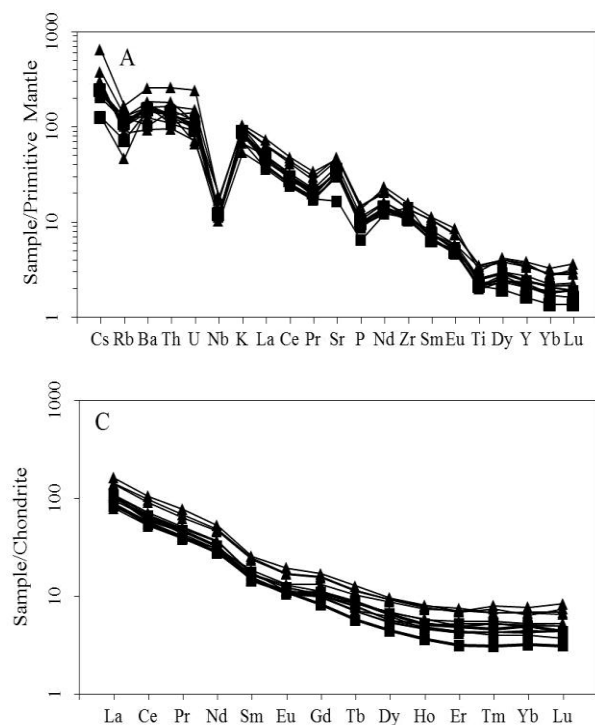 A
Sample/Primitive Mantle
1000
100
10
1
Cs Rb Ba Th U Nb K La Ce Pr Sr P Nd Zr Sm Eu Ti Dy Y Yb Lu
C
Sample/Chondrite
1000
100
10
1
La Ce Pr Nd Sm Eu Gd Tb Dy Ho Er Tm Yb Lu